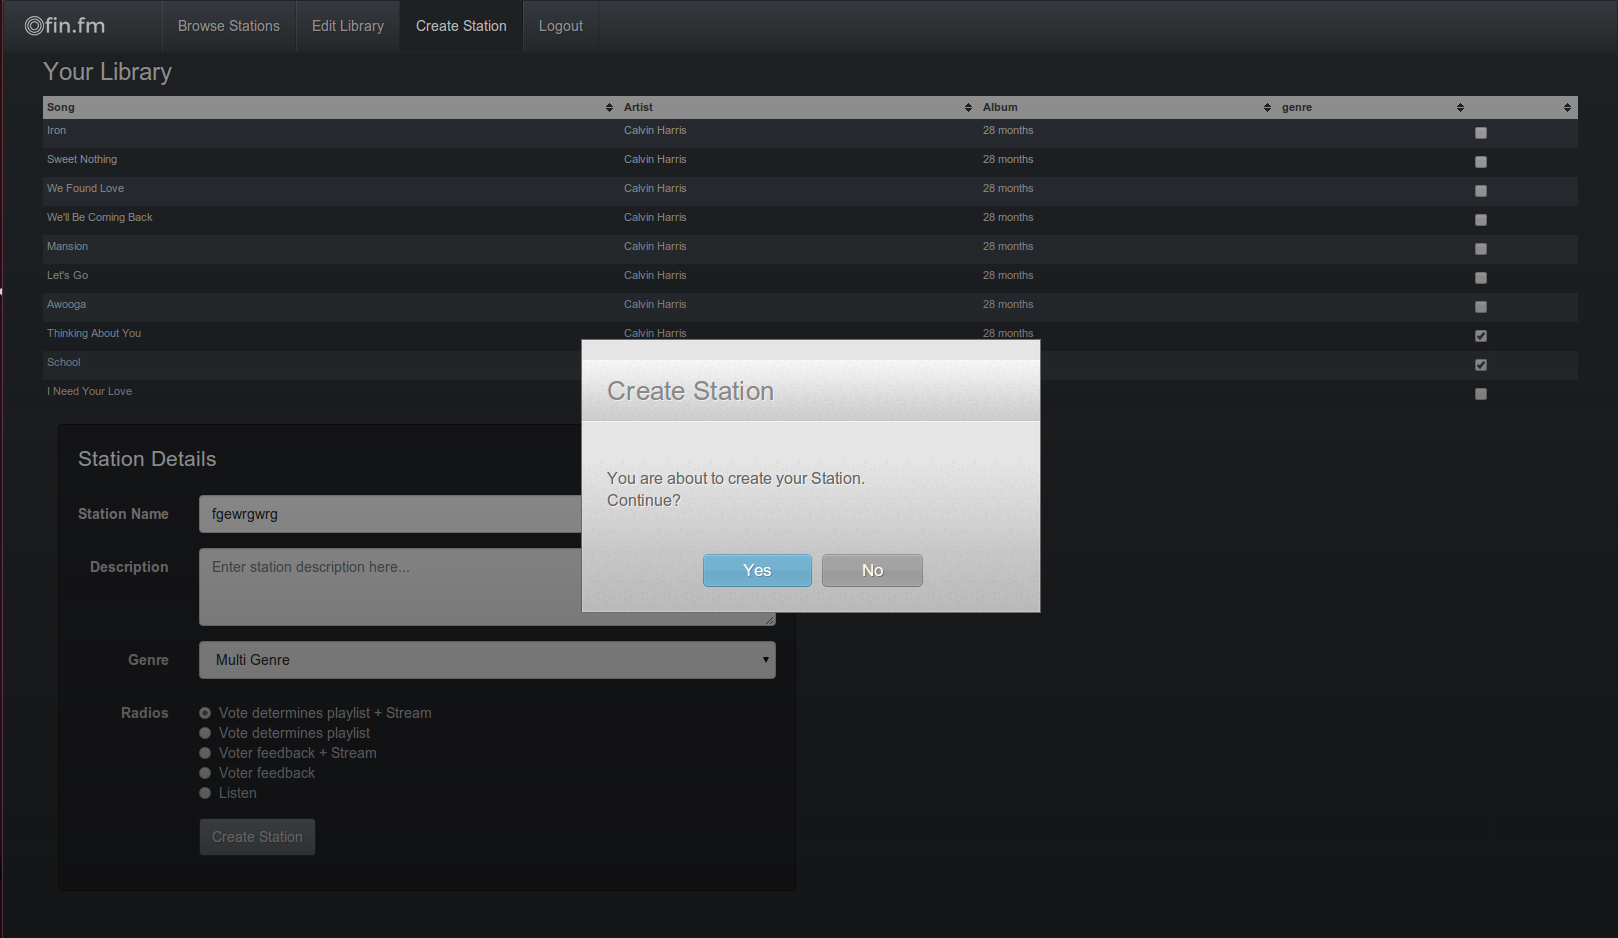 fin.fm Browse Stations Edit Library Create Station Logout
Your Library
Song Artist Album genre
Iron Calvin Harris 28 months
Sweet Nothing Calvin Harris 28 months
We Found Love Calvin Harris 28 months
We'll Be Coming Back Calvin Harris 28 months
Mansion Calvin Harris 28 months
Let's Go Calvin Harris 28 months
Awooga Calvin Harris 28 months
Thinking About You Calvin Harris 28 months
School
I Need Your Love
Create Station
You are about to create your Station.
Continue?
Yes No
Station Details
Station Name fgewrgwrg
Description Enter station description here...
Genre Multi Genre
Radios Vote determines playlist + Stream
Vote determines playlist
Voter feedback + Stream
Voter feedback
Listen
Create Station